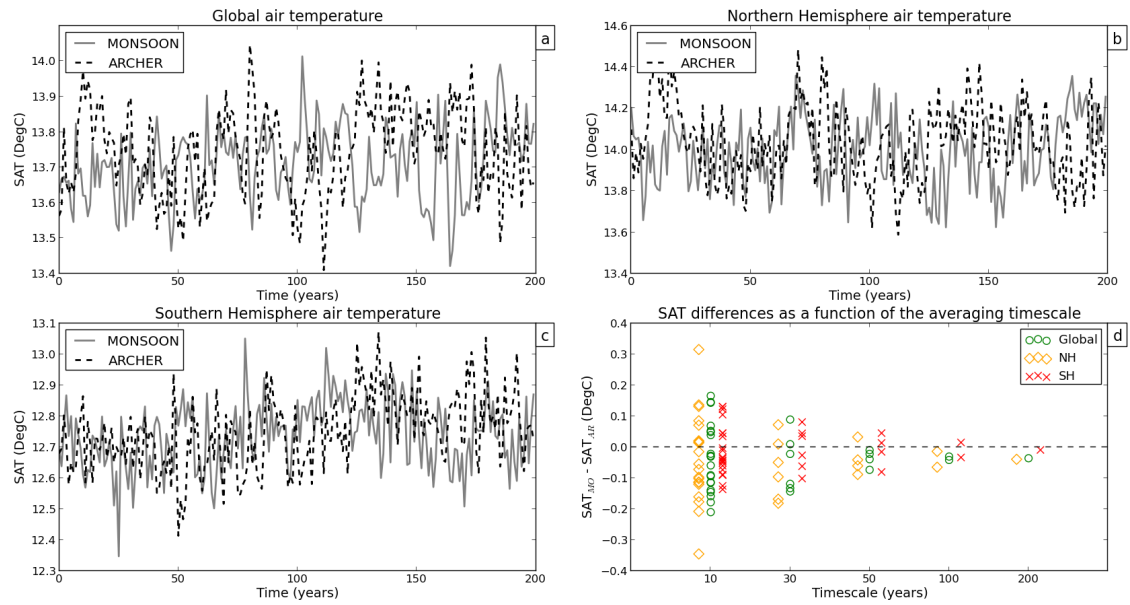 Global air temperature
a
MONSOON
ARCHER
14.0
13.9
13.8
13.7
13.6
13.5
13.4
SAT (DegC)
0 50 100 150 200
Time (years)
Northern Hemisphere air temperature
b
MONSOON
ARCHER
14.6
14.4
14.2
14.0
13.8
13.6
13.4
SAT (DegC)
0 50 100 150 200
Time (years)
Southern Hemisphere air temperature
c
MONSOON
ARCHER
13.1
13.0
12.9
12.8
12.7
12.6
12.5
12.4
12.3
SAT (DegC)
0 50 100 150 200
Time (years)
SAT differences as a function of the averaging timescale
d
Global
NH
SH
0.4
0.3
0.2
0.1
0.0
−0.1
−0.2
−0.3
−0.4
SAT_MO − SAT_AR (DegC)
10 30 50 100 200
Timescale (years)